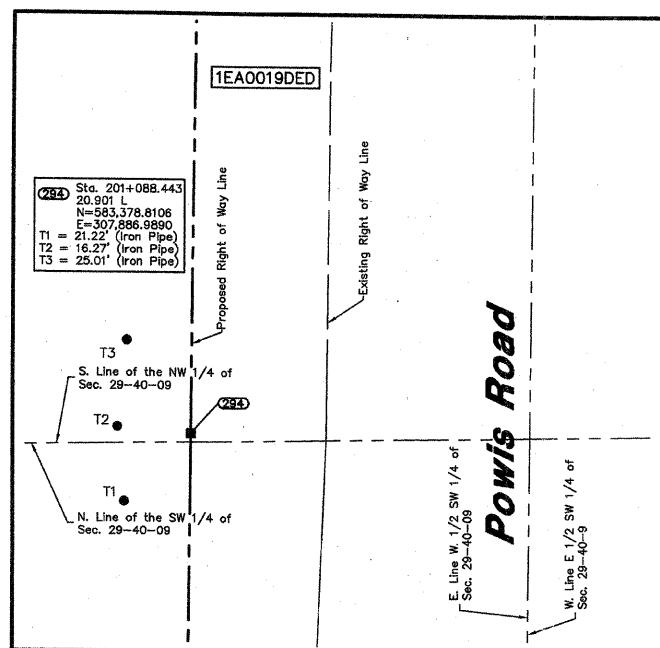 1EA0019DED
294 Sta. 201+088.443
20.901 L
N=583,378.8106
E=307,886.9890
T1 = 21.22' (Iron Pipe)
T2 = 16.27' (Iron Pipe)
T3 = 25.01' (Iron Pipe)
Proposed Right of Way Line
Existing Right of Way Line
T3
S. Line of the NW 1/4 of
Sec. 29-40-09
294
T2
T1
N. Line of the SW 1/4 of
Sec. 29-40-09
Powis Road
E. Line W. 1/2 SW 1/4 of
Sec. 29-40-09
W. Line E 1/2 SW 1/4 of
Sec. 29-40-9